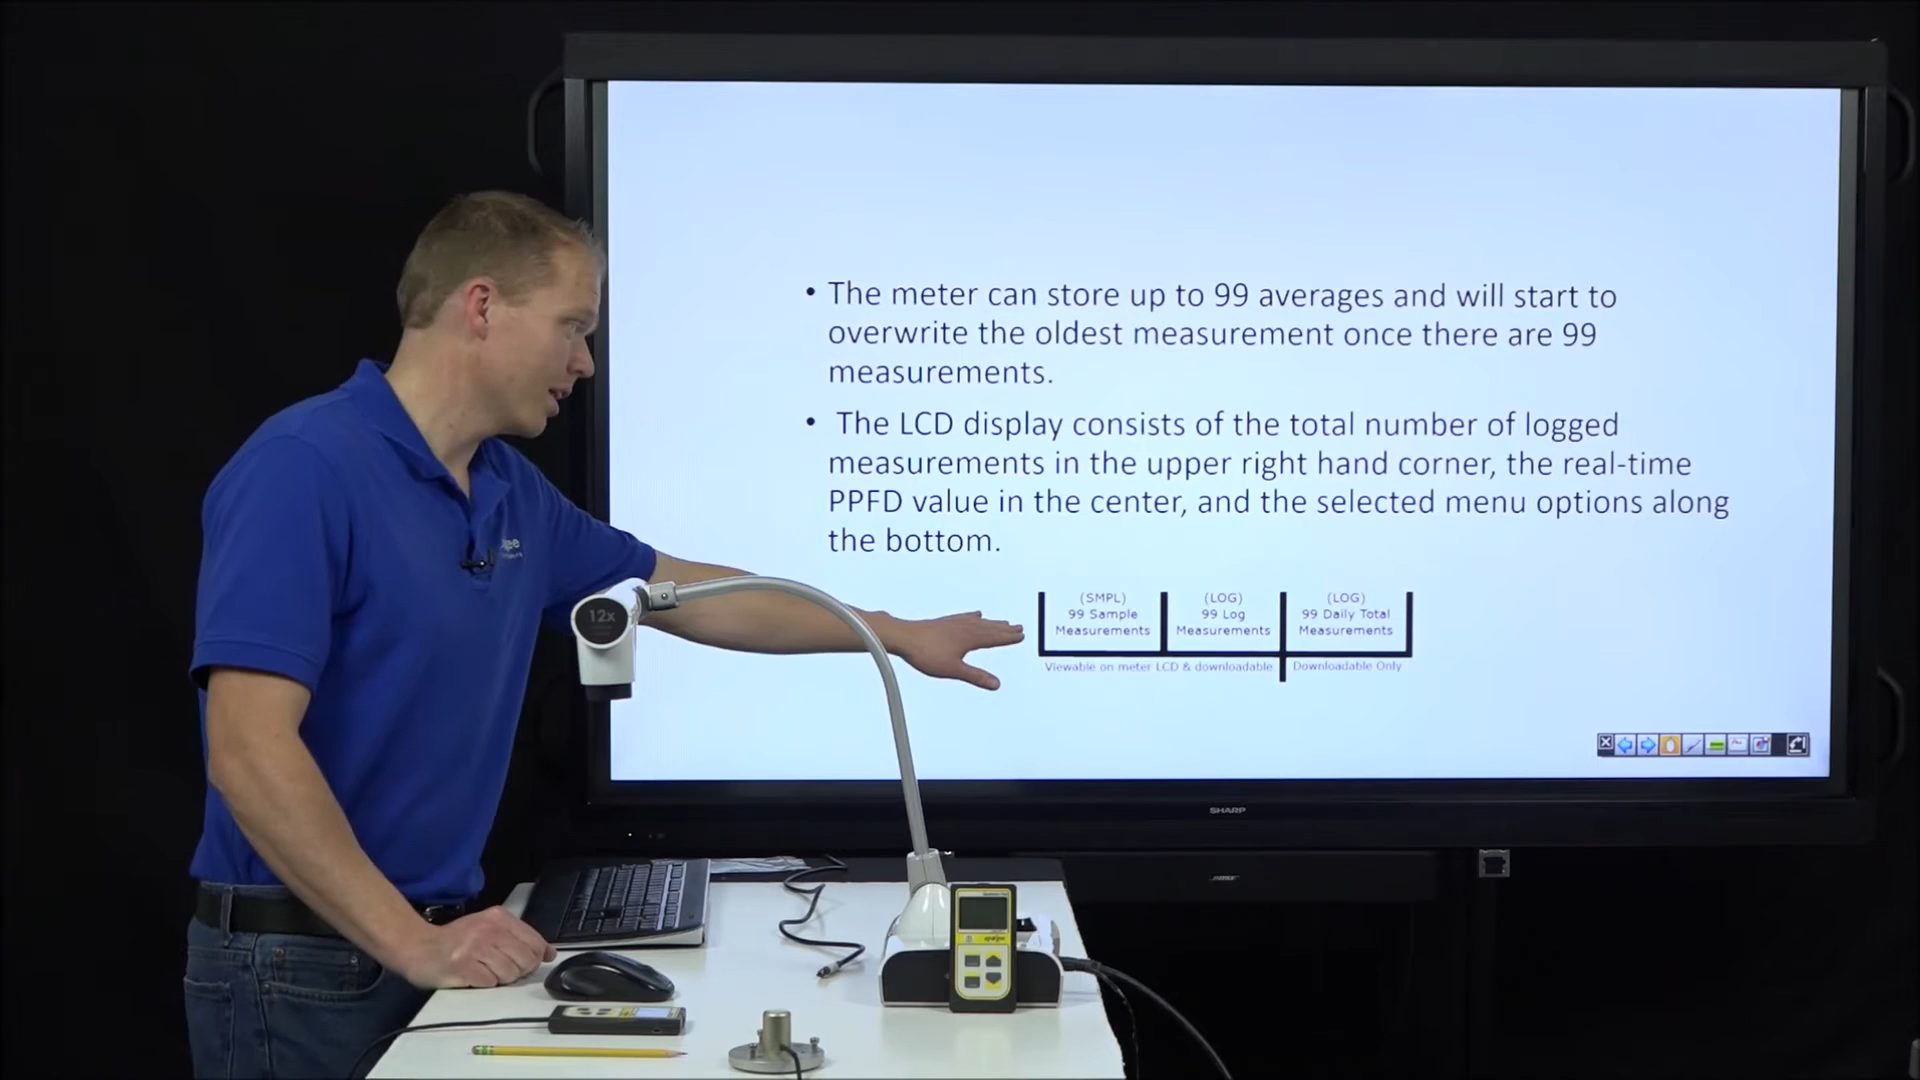 • The meter can store up to 99 averages and will start to
overwrite the oldest measurement once there are 99
measurements.
• The LCD display consists of the total number of logged
measurements in the upper right hand corner, the real-time
PPFD value in the center, and the selected menu options along
the bottom.
(SMPL)
99 Sample
Measurements
(LOG)
99 Log
Measurements
(LOG)
99 Daily Total
Measurements
Viewable on meter LCD & downloadable
Downloadable Only
12x
SHARP
BOSE